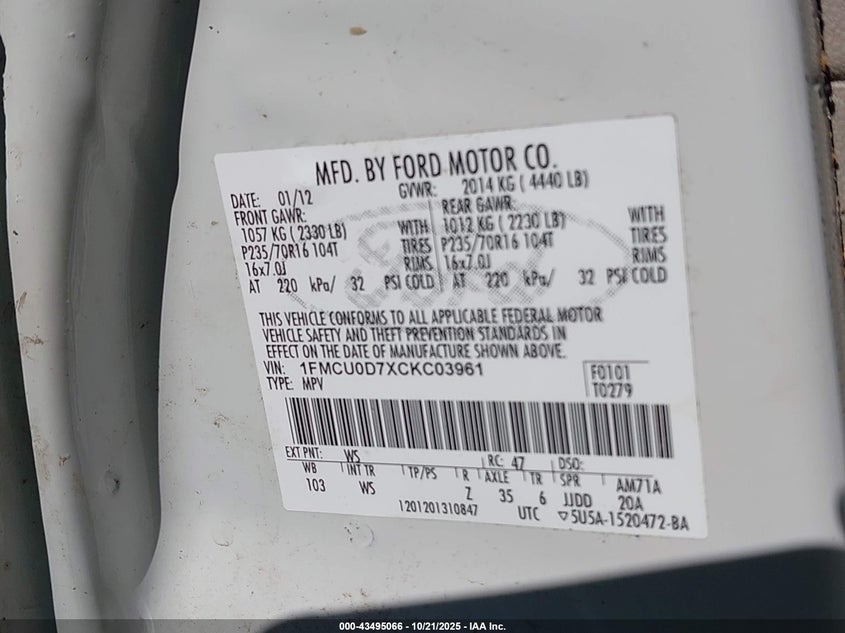 MFD. BY FORD MOTOR CO.
DATE: 01/12 GVWR: 2014 KG ( 4440 LB)
FRONT GAWR: REAR GAWR:
1057 KG ( 2330 LB) WITH 1012 KG ( 2230 LB) WITH
P235/70R16 104T TIRES P235/70R16 104T TIRES
16x7.0J RIMS 16x7.0J RIMS
AT 220 kPa/ 32 PSI COLD AT 220 kPa/ 32 PSI COLD
THIS VEHICLE CONFORMS TO ALL APPLICABLE FEDERAL MOTOR
VEHICLE SAFETY AND THEFT PREVENTION STANDARDS IN
EFFECT ON THE DATE OF MANUFACTURE SHOWN ABOVE.
VIN: 1FMCU0D7XCKC03961 F0101
TYPE: MPV T0279
EXT PNT: WS RC: 47 DSO:
WB INT TR TP/PS R AXLE TR SPR AM71A
103 WS Z 35 6 JJDD 20A
1201201310847 UTC ▽5U5A-1520472-BA
000-43495066 - 10/21/2025 - IAA Inc.